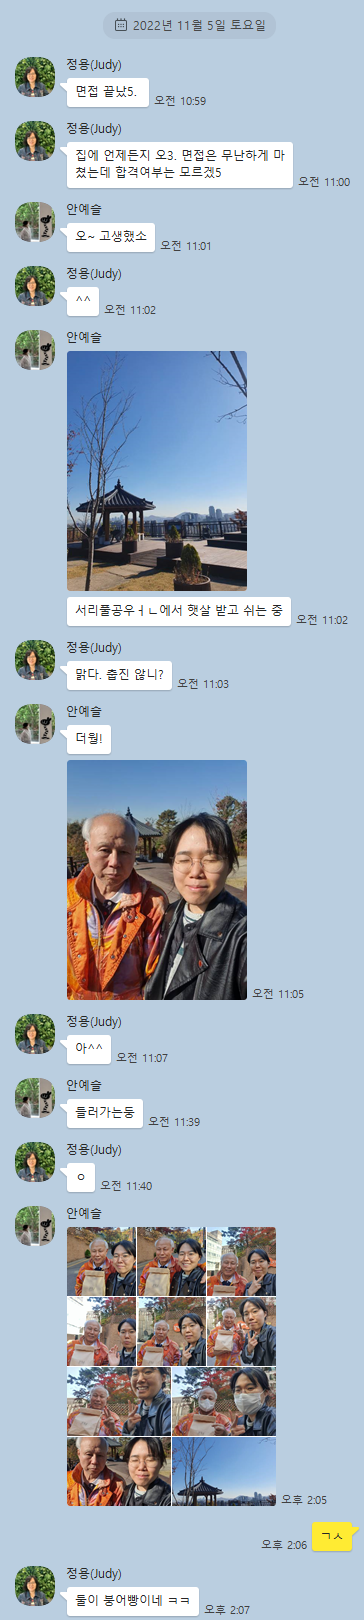 2022년 11월 5일 토요일
정용(Judy)
면접 끝났5.
오전 10:59
정용(Judy)
집에 언제든지 오3. 면접은 무난하게 마
쳤는데 합격여부는 모르겠5
오전 11:00
안예슬
오~ 고생했소
오전 11:01
정용(Judy)
^^
오전 11:02
안예슬
서리풀공우ㅓㄴ에서 햇살 받고 쉬는 중
오전 11:02
정용(Judy)
맑다. 춥진 않니?
오전 11:03
안예슬
더웡!
오전 11:05
정용(Judy)
아^^
오전 11:07
안예슬
들러가는둥
오전 11:39
정용(Judy)
ㅇ
오전 11:40
안예슬
오후 2:05
ㄱㅅ
오후 2:06
정용(Judy)
둘이 붕어빵이네 ㅋㅋ
오후 2:07